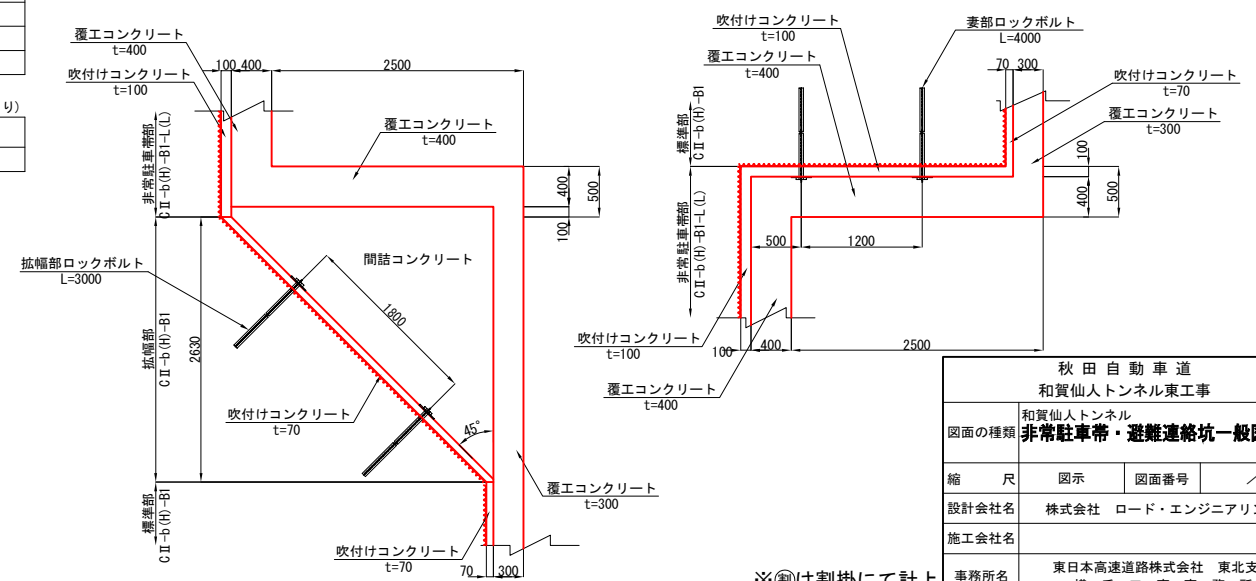 り)
覆工コンクリート
t=400
吹付けコンクリート
t=100
100
400
2500
覆工コンクリート
t=400
400
100
500
非常駐車帯部
CⅡ-b(H)-B1-L(L)
拡幅部ロックボルト
L=3000
間詰コンクリート
1800
拡幅部
CⅡ-b(H)-B1
2630
吹付けコンクリート
t=70
45°
覆工コンクリート
t=300
標準部
CⅡ-b(H)-B1
吹付けコンクリート
t=70
70
300
吹付けコンクリート
t=100
妻部ロックボルト
L=4000
覆工コンクリート
t=400
70
300
吹付けコンクリート
t=70
覆工コンクリート
t=300
標準部
CⅡ-b(H)-B1
100
400
500
非常駐車帯部
CⅡ-b(H)-B1-L(L)
500
1200
吹付けコンクリート
t=100
100
400
2500
覆工コンクリート
t=400
秋田自動車道
和賀仙人トンネル東工事
図面の種類
和賀仙人トンネル
非常駐車帯・避難連絡坑一般図
縮 尺
図示
図面番号
／
設計会社名
株式会社 ロード・エンジニアリン
施工会社名
事務所名
東日本高速道路株式会社 東北支
※㊙は割掛にて計上